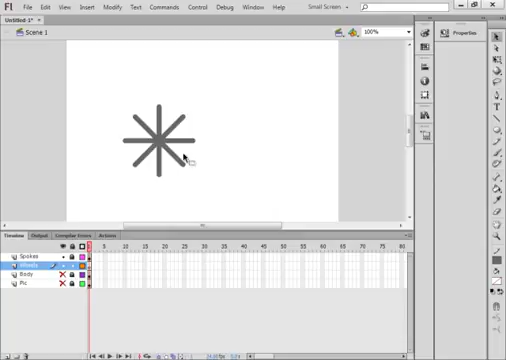 Fl File Edit View Insert Modify Text Commands Control Debug Window Help Small Screen
Untitled-1*
Scene 1 100%
Properties
Timeline Output Compiler Errors Actions
5 10 15 20 25 30 35 40 45 50 55 60 65 70 75 80
Spokes
Wheels
Body
Pic
1